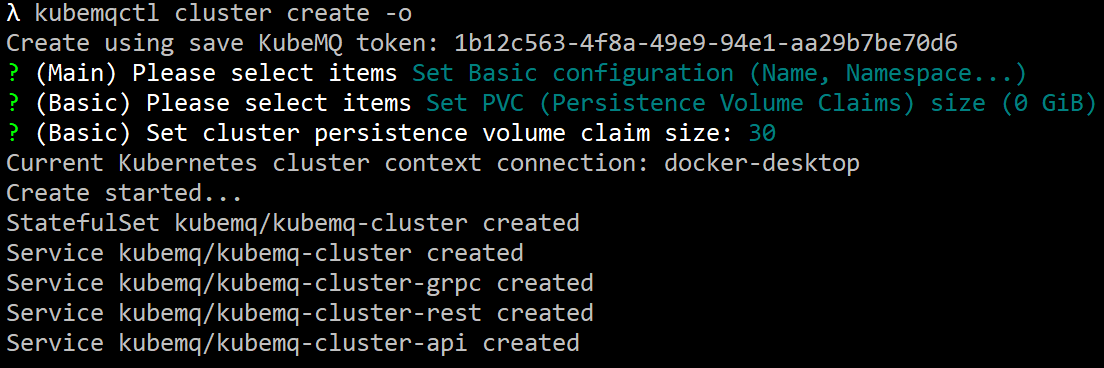 λ kubemqctl cluster create -o
Create using save KubeMQ token: 1b12c563-4f8a-49e9-94e1-aa29b7be70d6
? (Main) Please select items Set Basic configuration (Name, Namespace...)
? (Basic) Please select items Set PVC (Persistence Volume Claims) size (0 GiB)
? (Basic) Set cluster persistence volume claim size: 30
Current Kubernetes cluster context connection: docker-desktop
Create started...
StatefulSet kubemq/kubemq-cluster created
Service kubemq/kubemq-cluster created
Service kubemq/kubemq-cluster-grpc created
Service kubemq/kubemq-cluster-rest created
Service kubemq/kubemq-cluster-api created